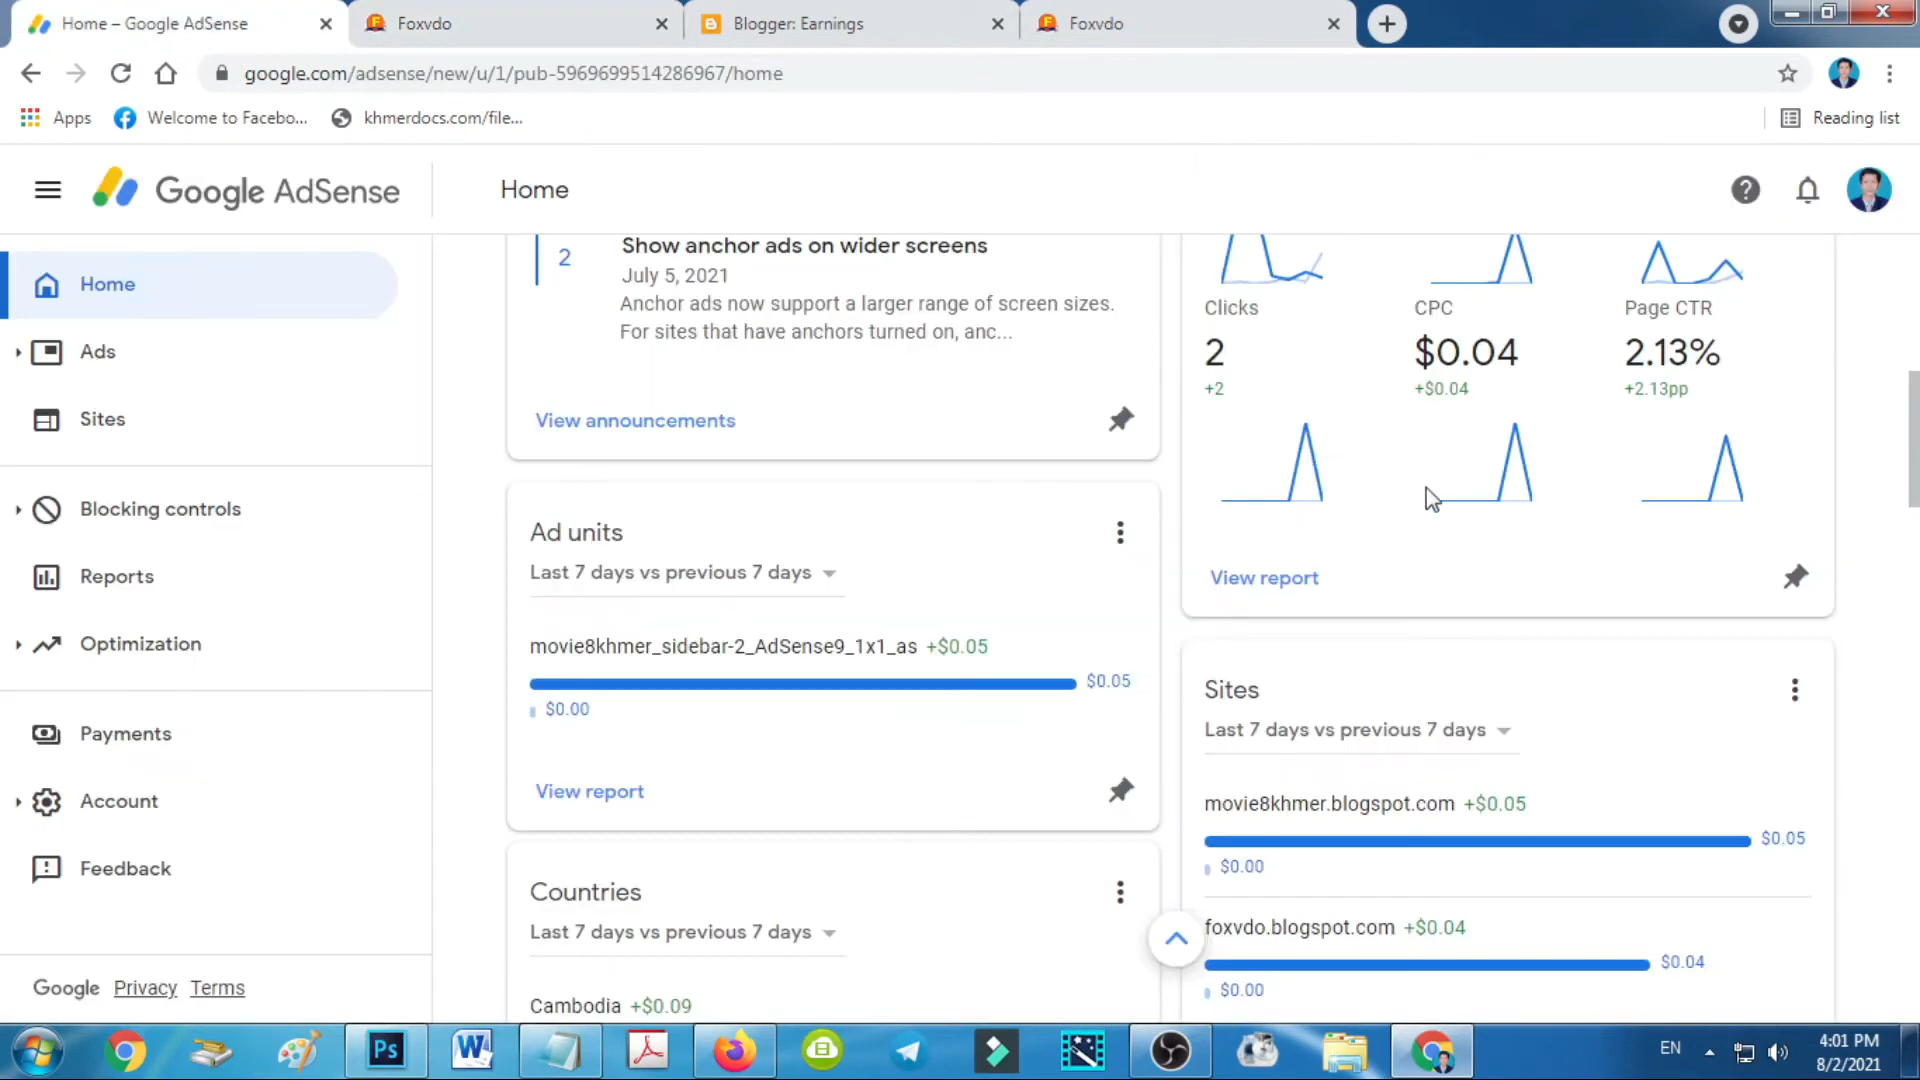 Home – Google AdSense
Foxvdo
Blogger: Earnings
Foxvdo
google.com/adsense/new/u/1/pub-5969699514286967/home
Apps
Welcome to Facebo...
khmerdocs.com/file...
Reading list
Google AdSense
Home
Home
Ads
Sites
Blocking controls
Reports
Optimization
Payments
Account
Feedback
Google Privacy Terms
2
Show anchor ads on wider screens
July 5, 2021
Anchor ads now support a larger range of screen sizes.
For sites that have anchors turned on, anc...
View announcements
Ad units
Last 7 days vs previous 7 days
movie8khmer_sidebar-2_AdSense9_1x1_as +$0.05
$0.05
$0.00
View report
Countries
Last 7 days vs previous 7 days
Cambodia +$0.09
Clicks
2
+2
CPC
$0.04
+$0.04
Page CTR
2.13%
+2.13pp
View report
Sites
Last 7 days vs previous 7 days
movie8khmer.blogspot.com +$0.05
$0.05
$0.00
foxvdo.blogspot.com +$0.04
$0.04
$0.00
Ps
W
EN
4:01 PM
8/2/2021